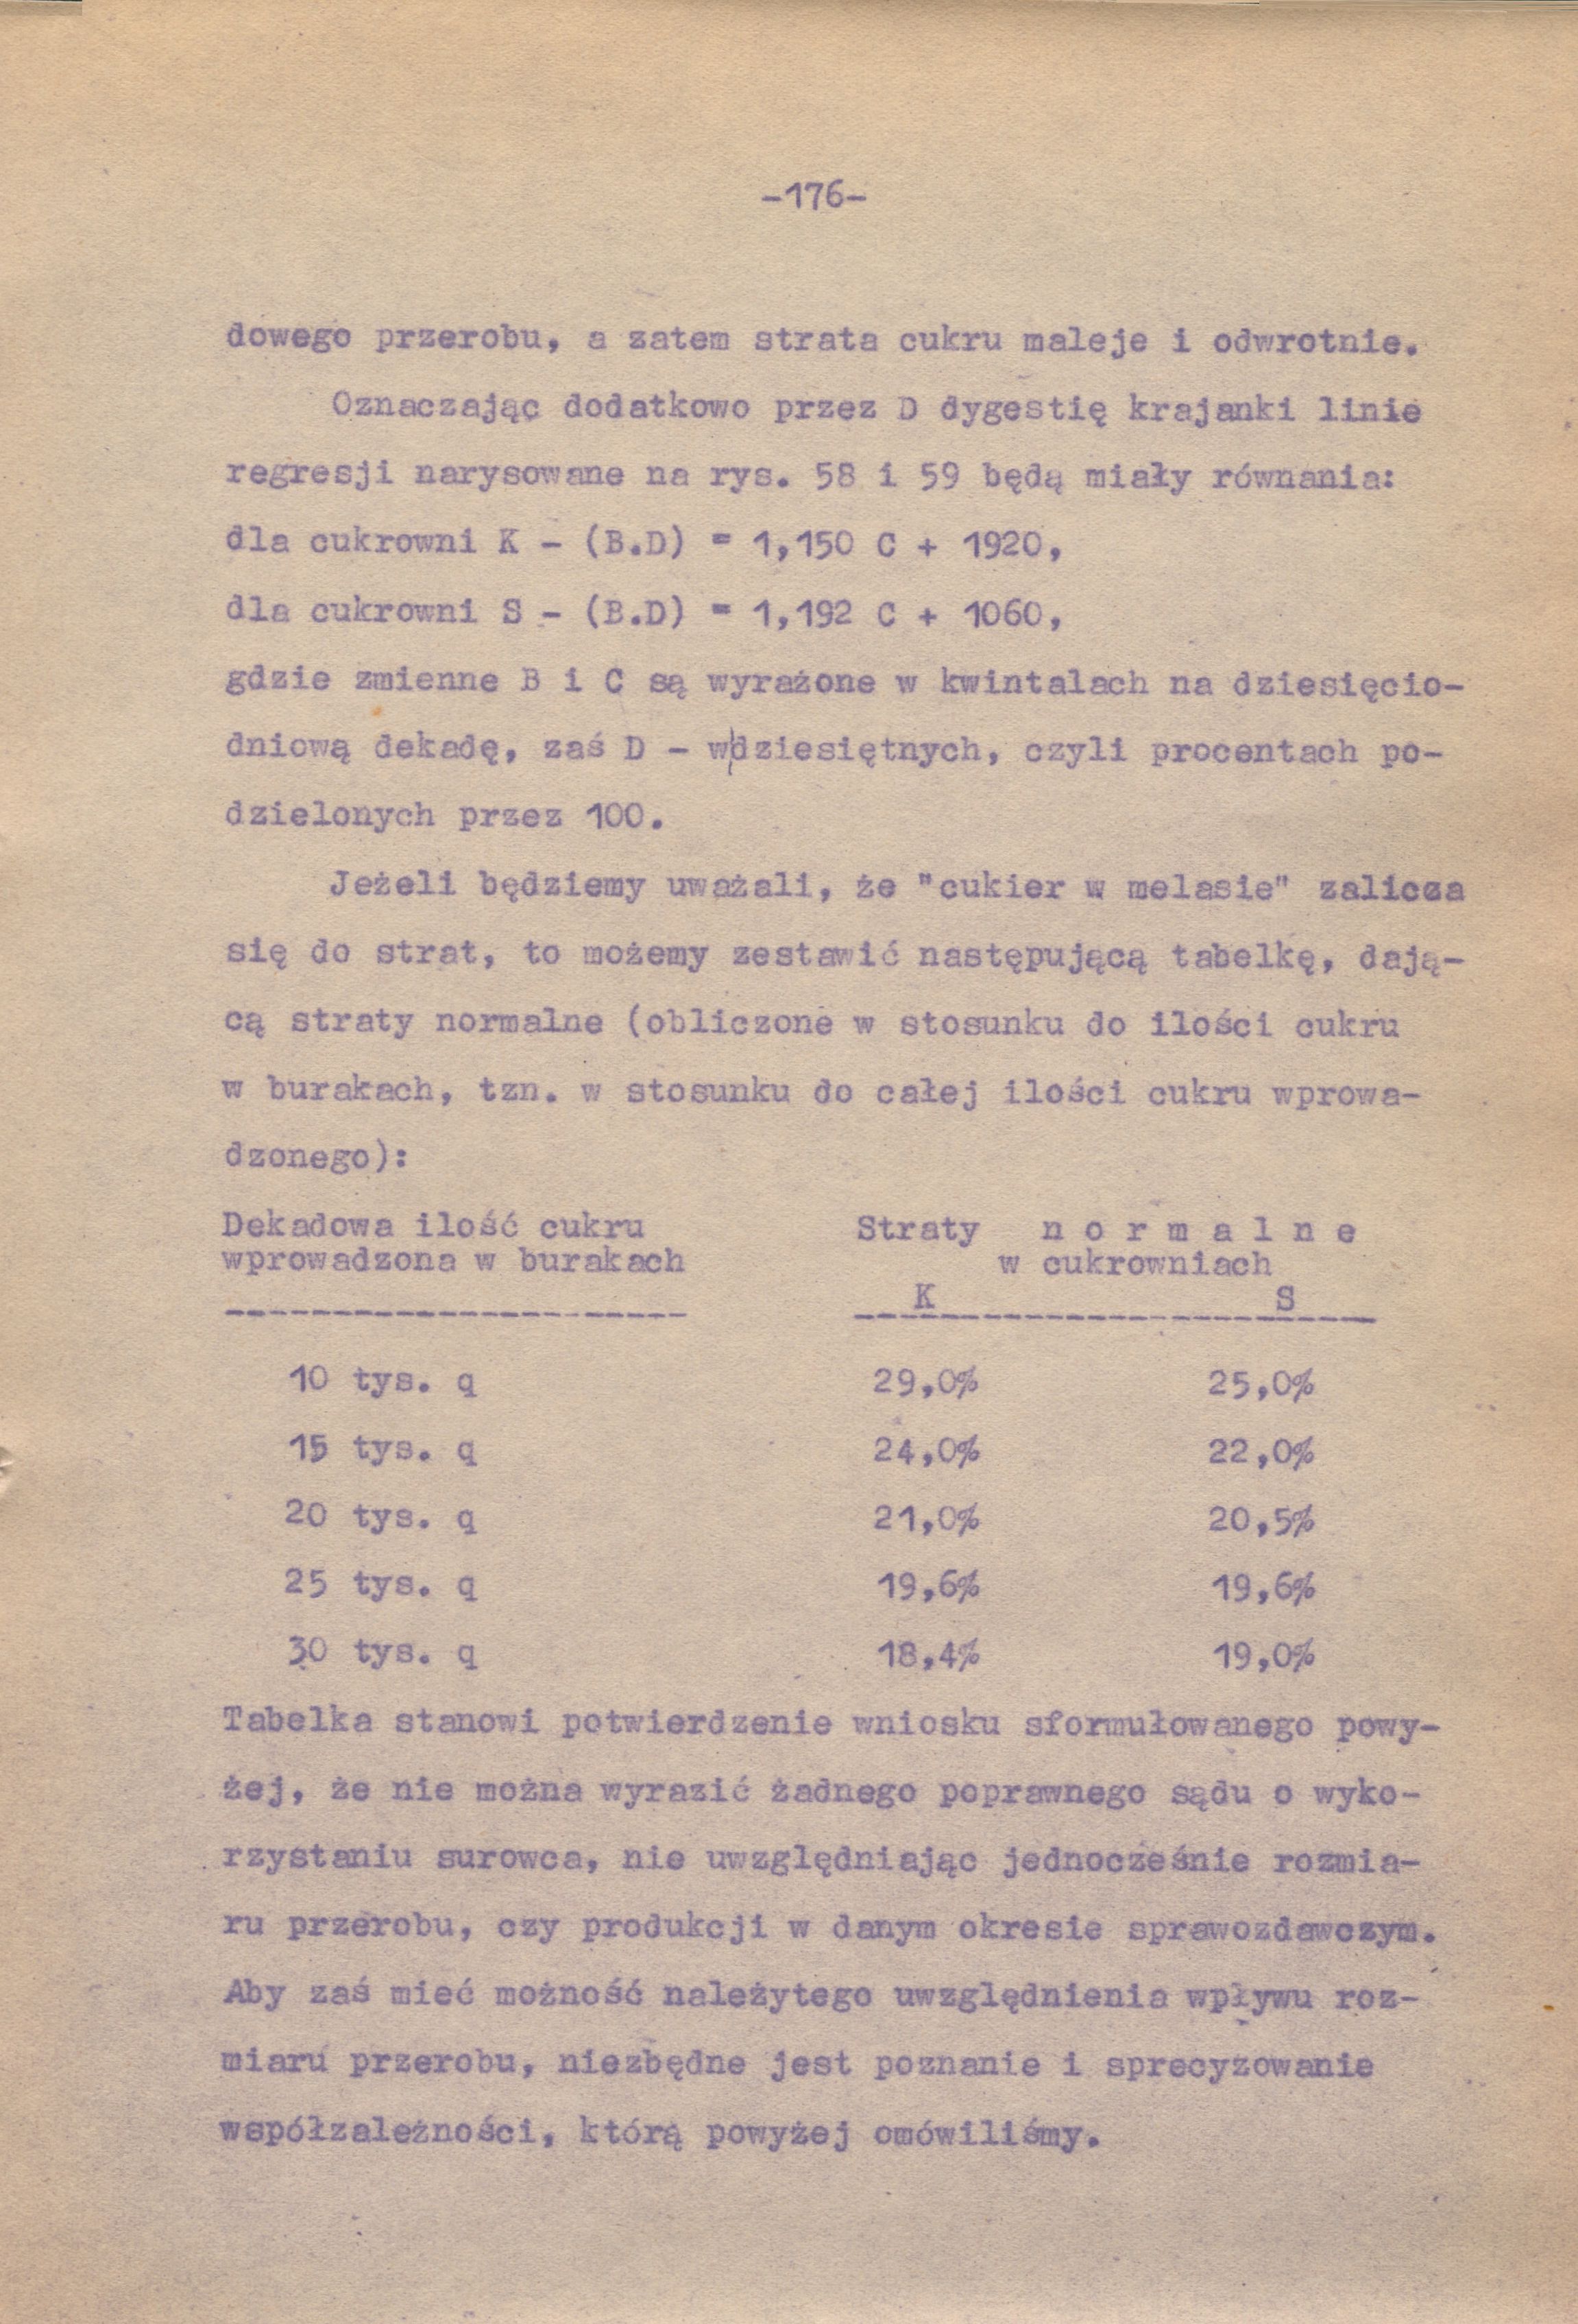 -176-
dowego przerobu, a zatem strata cukru maleje i odwrotnie.
Oznaczając dodatkowo przez D dygestię krajanki linie
regresji narysowane na rys. 58 i 59 będą miały równania:
dla cukrowni K - (B.D) = 1,150 C + 1920,
dla cukrowni S - (B.D) = 1,192 C + 1060,
gdzie zmienne B i C są wyrażone w kwintalach na dziesięcio-
dniową dekadę, zaś D - w dziesiętnych, czyli procentach po-
dzielonych przez 100.
Jeżeli będziemy uważali, że "cukier w melasie" zalicza
się do strat, to możemy zestawić następującą tabelkę, dają-
cą straty normalne (obliczone w stosunku do ilości cukru
w burakach, tzn. w stosunku do całej ilości cukru wprowa-
dzonego):
Dekadowa ilość cukru Straty n o r m a l n e
wprowadzona w burakach w cukrowniach
K S
10 tys. q 29,0% 25,0%
15 tys. q 24,0% 22,0%
20 tys. q 21,0% 20,5%
25 tys. q 19,6% 19,6%
30 tys. q 18,4% 19,0%
Tabelka stanowi potwierdzenie wniosku sformułowanego powy-
żej, że nie można wyrazić żadnego poprawnego sądu o wyko-
rzystaniu surowca, nie uwzględniając jednocześnie rozmia-
ru przerobu, czy produkcji w danym okresie sprawozdawczym.
Aby zaś mieć możność należytego uwzględnienia wpływu roz-
miaru przerobu, niezbędne jest poznanie i sprecyzowanie
współzależności, którą powyżej omówiliśmy.